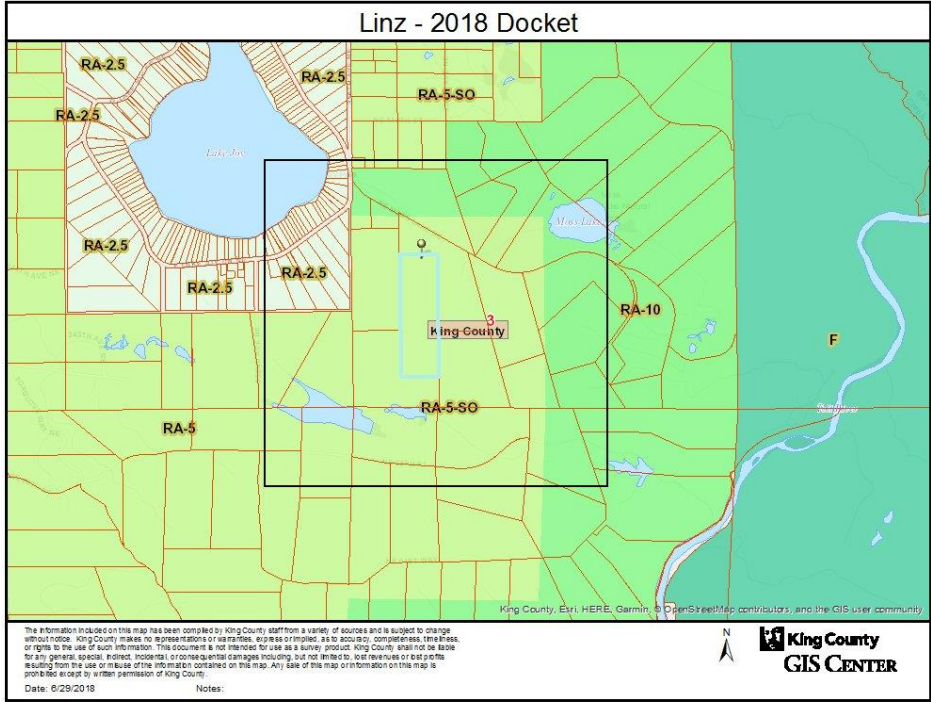 Linz - 2018 Docket
RA-2.5
RA-2.5
RA-5-SO
RA-2.5
Lake Joy
Moss Lake
RA-2.5
RA-2.5
RA-2.5
RA-10
3
King County
F
RA-5-SO
RA-5
King County, Esri, HERE, Garmin, © OpenStreetMap contributors, and the GIS user community
The information included on this map has been compiled by King County staff from a variety of sources and is subject to change
without notice. King County makes no representations or warranties, express or implied, as to accuracy, completeness, timeliness,
or rights to the use of such information. This document is not intended for use as a survey product. King County shall not be liable
for any general, special, indirect, incidental, or consequential damages including, but not limited to, lost revenues or lost profits
resulting from the use or misuse of the information contained on this map. Any sale of this map or information on this map is
prohibited except by written permission of King County.
Date: 6/29/2018 Notes:
N
King County
GIS CENTER